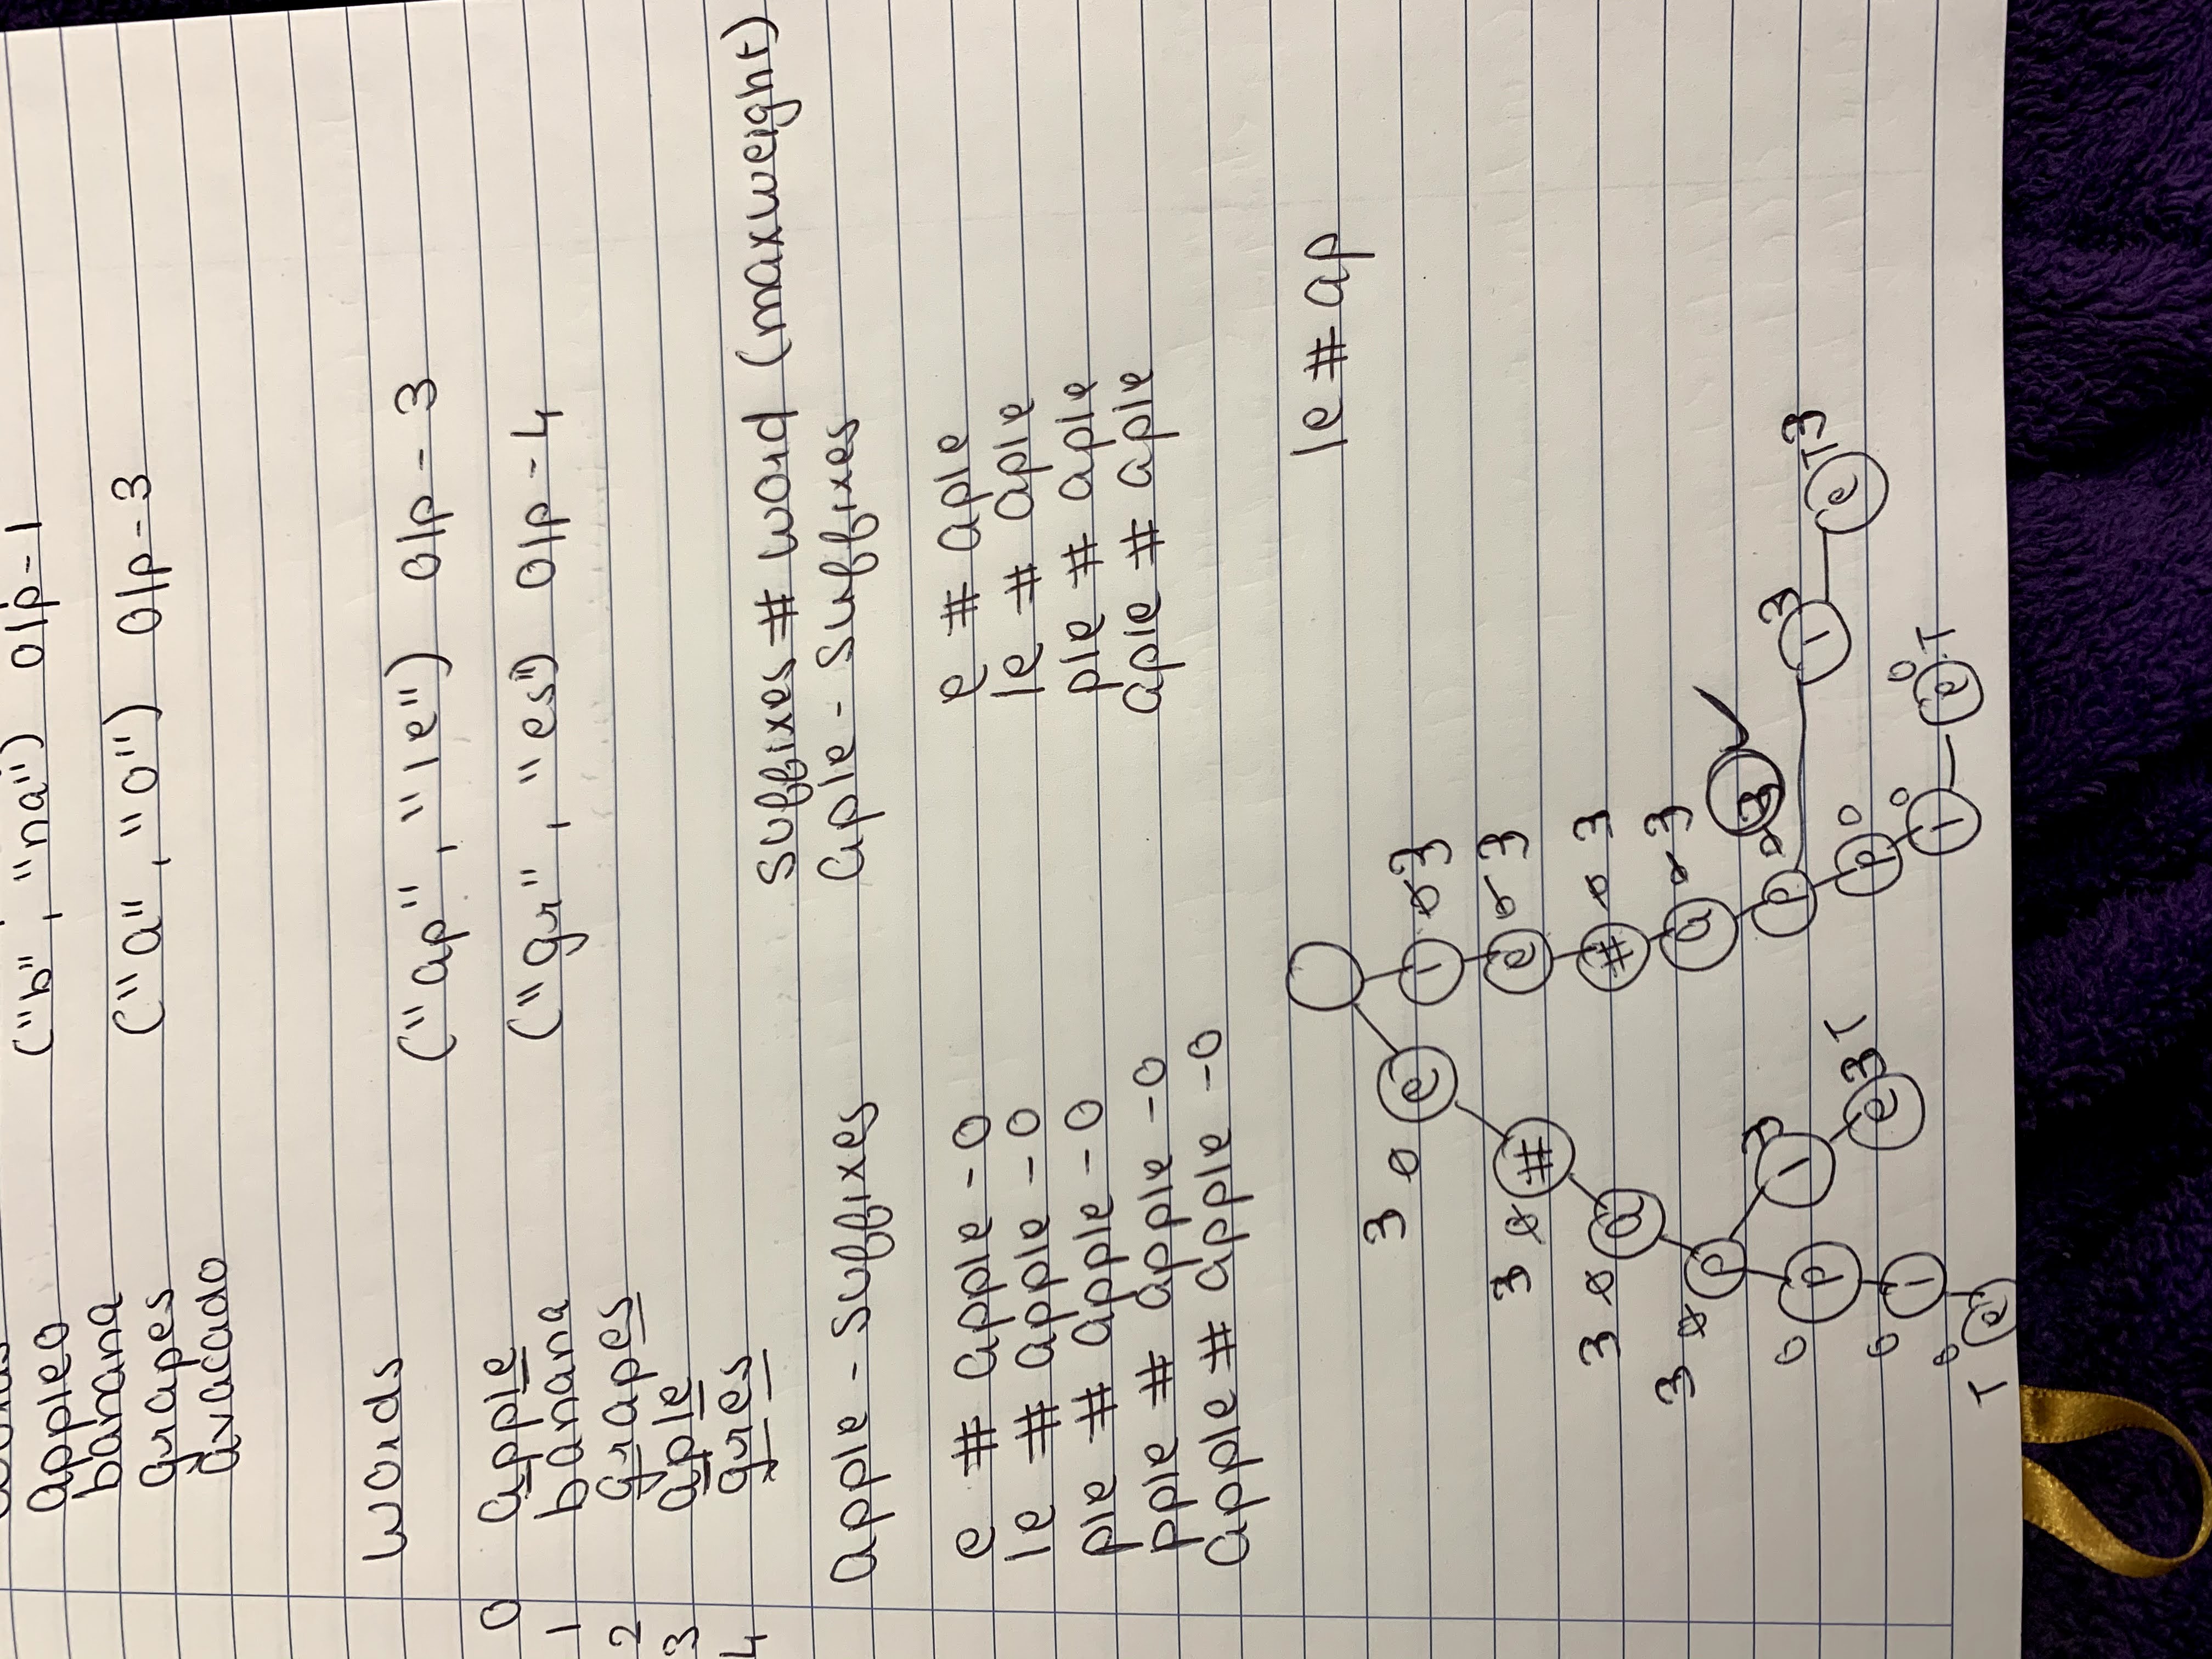 words
appleo ("b", "na") O/p-1
banana
grapes ("a", "o") O/p-3
avacado
words
("ap", "le") O/p - 3
0 apple
("gr", "es") O/p - 4
1 banana
2 grapes
3 aple
4 gres
suffixes # word (maxweight)
apple - suffixes aple - suffixes
e # apple - 0 e # aple
le # apple - 0 le # aple
ple # apple - 0 ple # aple
pple # apple - 0 aple # aple
apple # apple - 0
le # ap
3 0 e l 0 3
3 0 # e 0 3
3 0 a # 0 3
3 0 p a 0 3
0 p l 3 p 0 3 l 3 e T3
0 l e 3 T p 0
T 0 e l 0 e 0 T